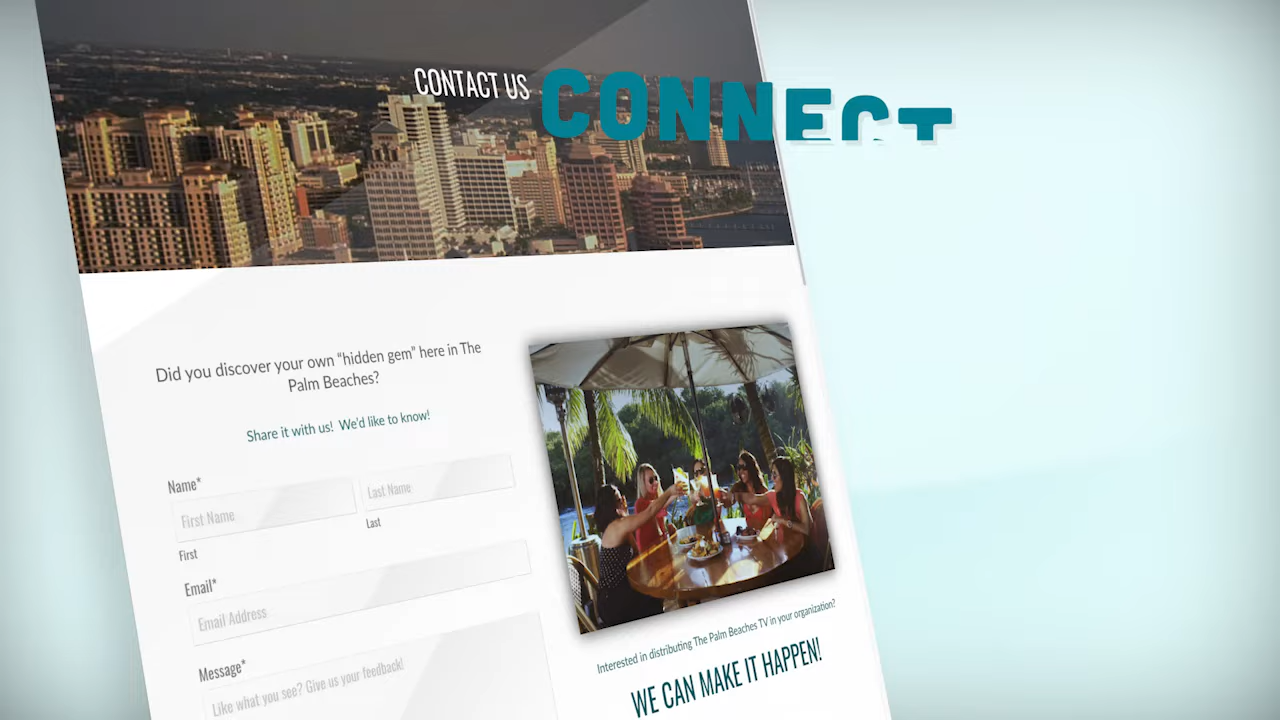 CONTACT US
CONNECT
Did you discover your own “hidden gem” here in The
Palm Beaches?
Share it with us! We'd like to know!
Name*
First Name
Last Name
First
Last
Email*
Email Address
Message*
Like what you see? Give us your feedback!
Interested in distributing The Palm Beaches TV in your organization?
WE CAN MAKE IT HAPPEN!